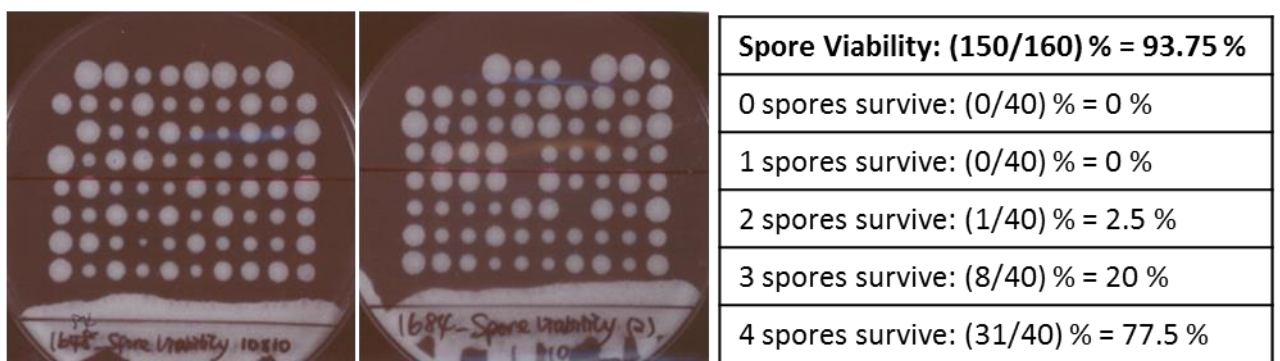 1684_Spore Viability (2).
Spore Viability: (150/160) % = 93.75 %
0 spores survive: (0/40) % = 0 %
1 spores survive: (0/40) % = 0 %
2 spores survive: (1/40) % = 2.5 %
3 spores survive: (8/40) % = 20 %
4 spores survive: (31/40) % = 77.5 %
Spore Viability